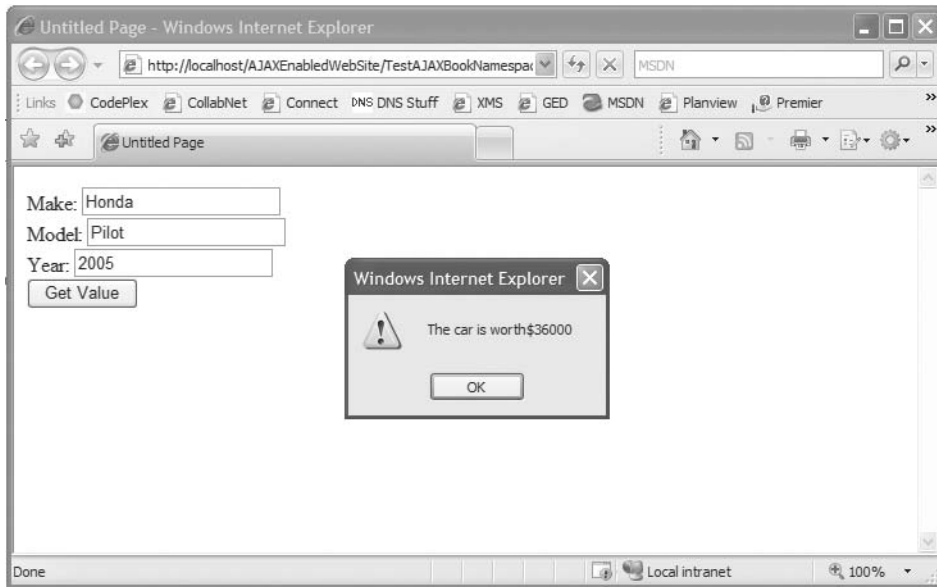 Untitled Page - Windows Internet Explorer
http://localhost/AJAXEnabledWebSite/TestAJAXBookNamespac
MSDN
Links CodePlex CollabNet Connect DNS DNS Stuff XMS GED MSDN Planview Premier »
Untitled Page »
Make: Honda
Model: Pilot
Year: 2005
Get Value
Windows Internet Explorer
The car is worth$36000
OK
Done Local intranet 100%